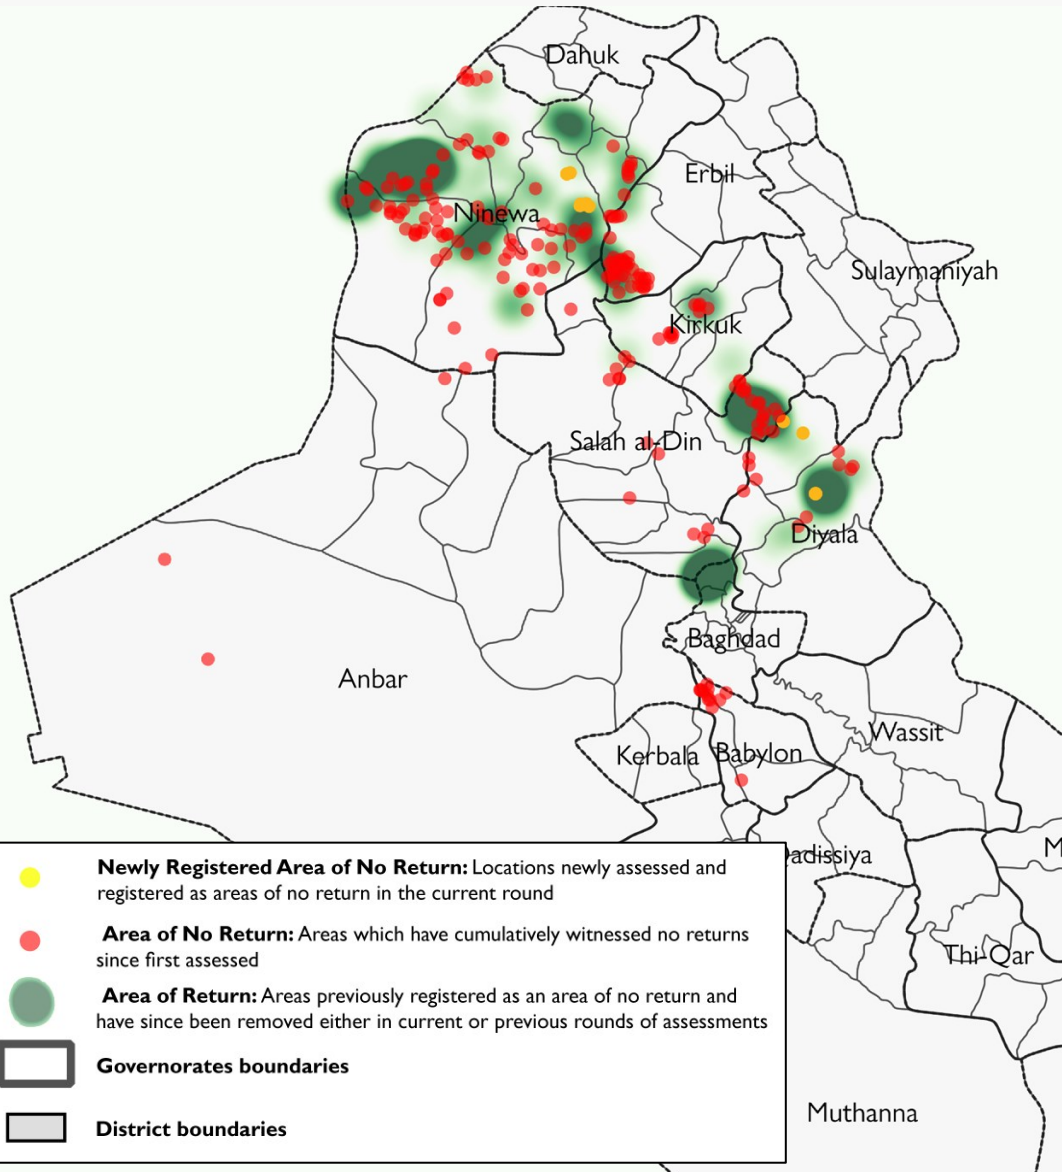 Dahuk
Erbil
Ninewa
Sulaymaniyah
Kirkuk
Salah al-Din
Diyala
Baghdad
Anbar
Wassit
Kerbala
Babylon
adissiya
M
Thi-Qar
Muthanna
Newly Registered Area of No Return: Locations newly assessed and
registered as areas of no return in the current round
Area of No Return: Areas which have cumulatively witnessed no returns
since first assessed
Area of Return: Areas previously registered as an area of no return and
have since been removed either in current or previous rounds of assessments
Governorates boundaries
District boundaries